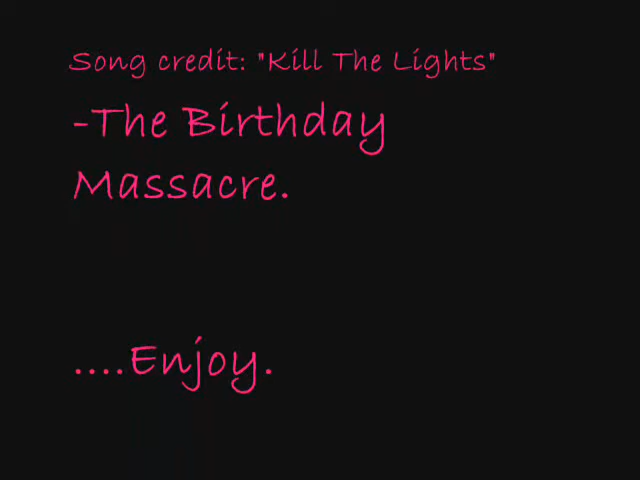 Song credit: "Kill The Lights"
-The Birthday
Massacre.
....Enjoy.